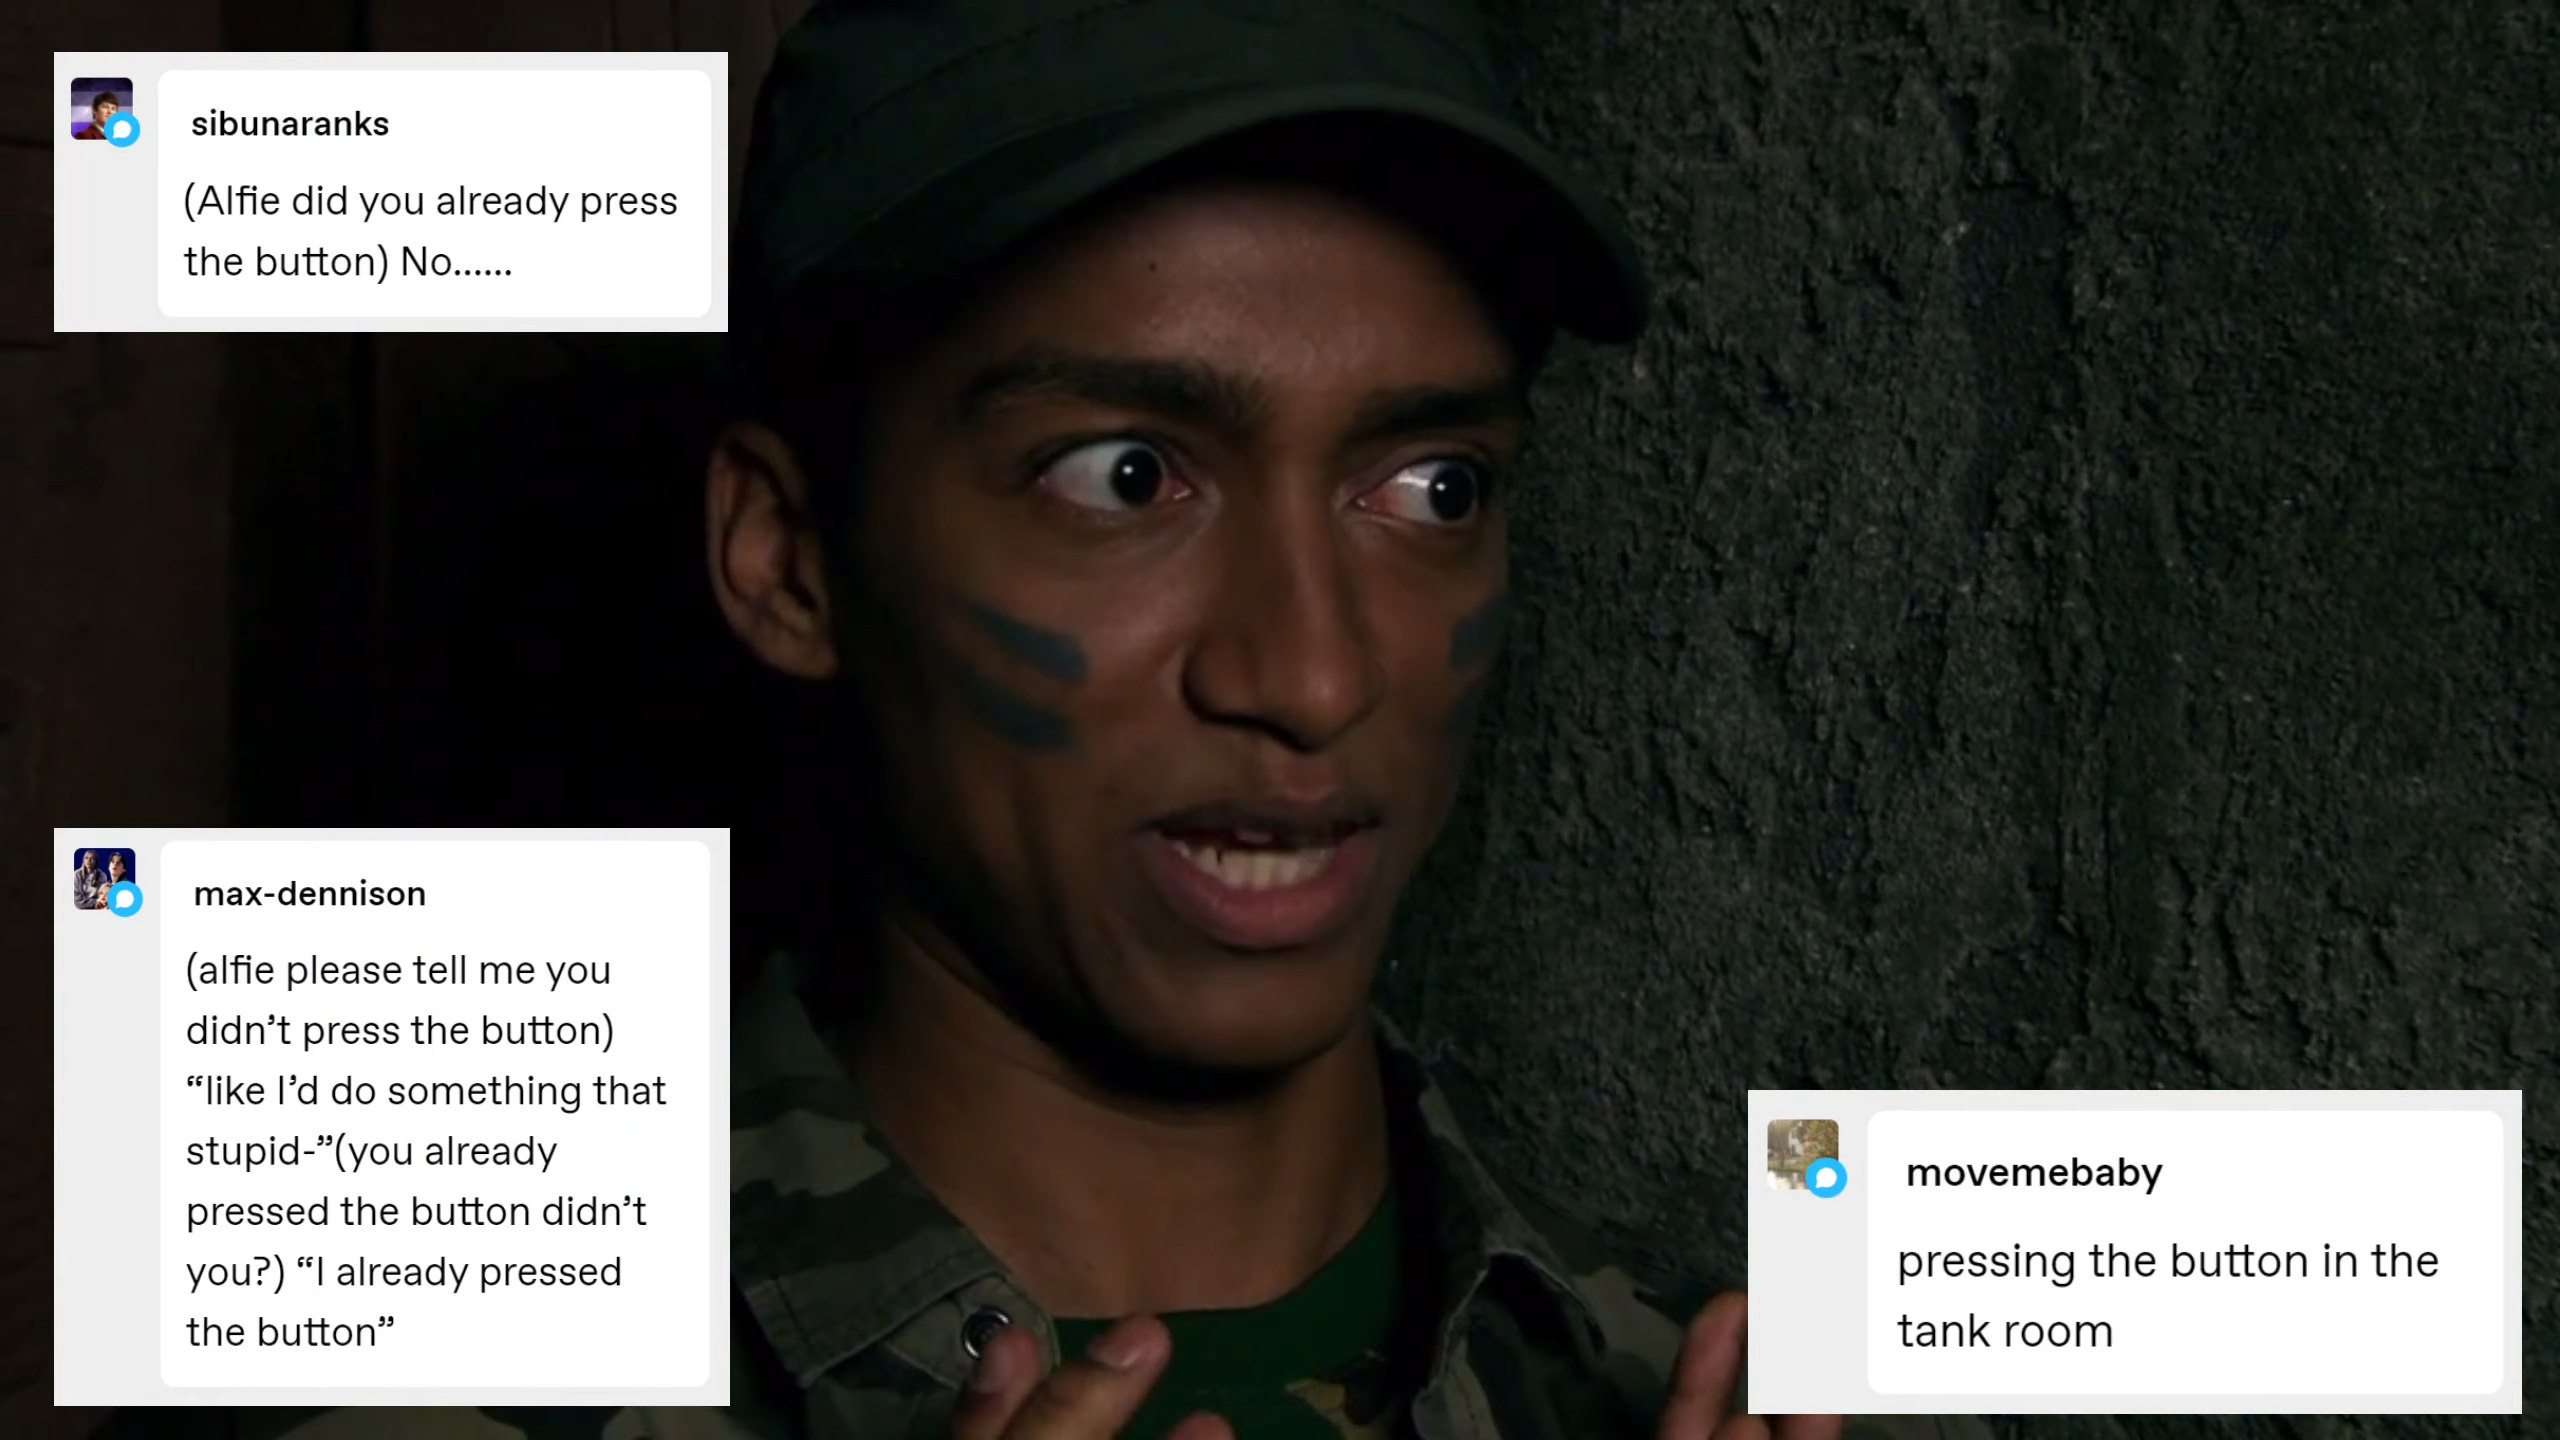 sibunaranks
(Alfie did you already press
the button) No......
max-dennison
(alfie please tell me you
didn’t press the button)
“like I’d do something that
stupid-”(you already
pressed the button didn’t
you?) “I already pressed
the button”
movemebaby
pressing the button in the
tank room